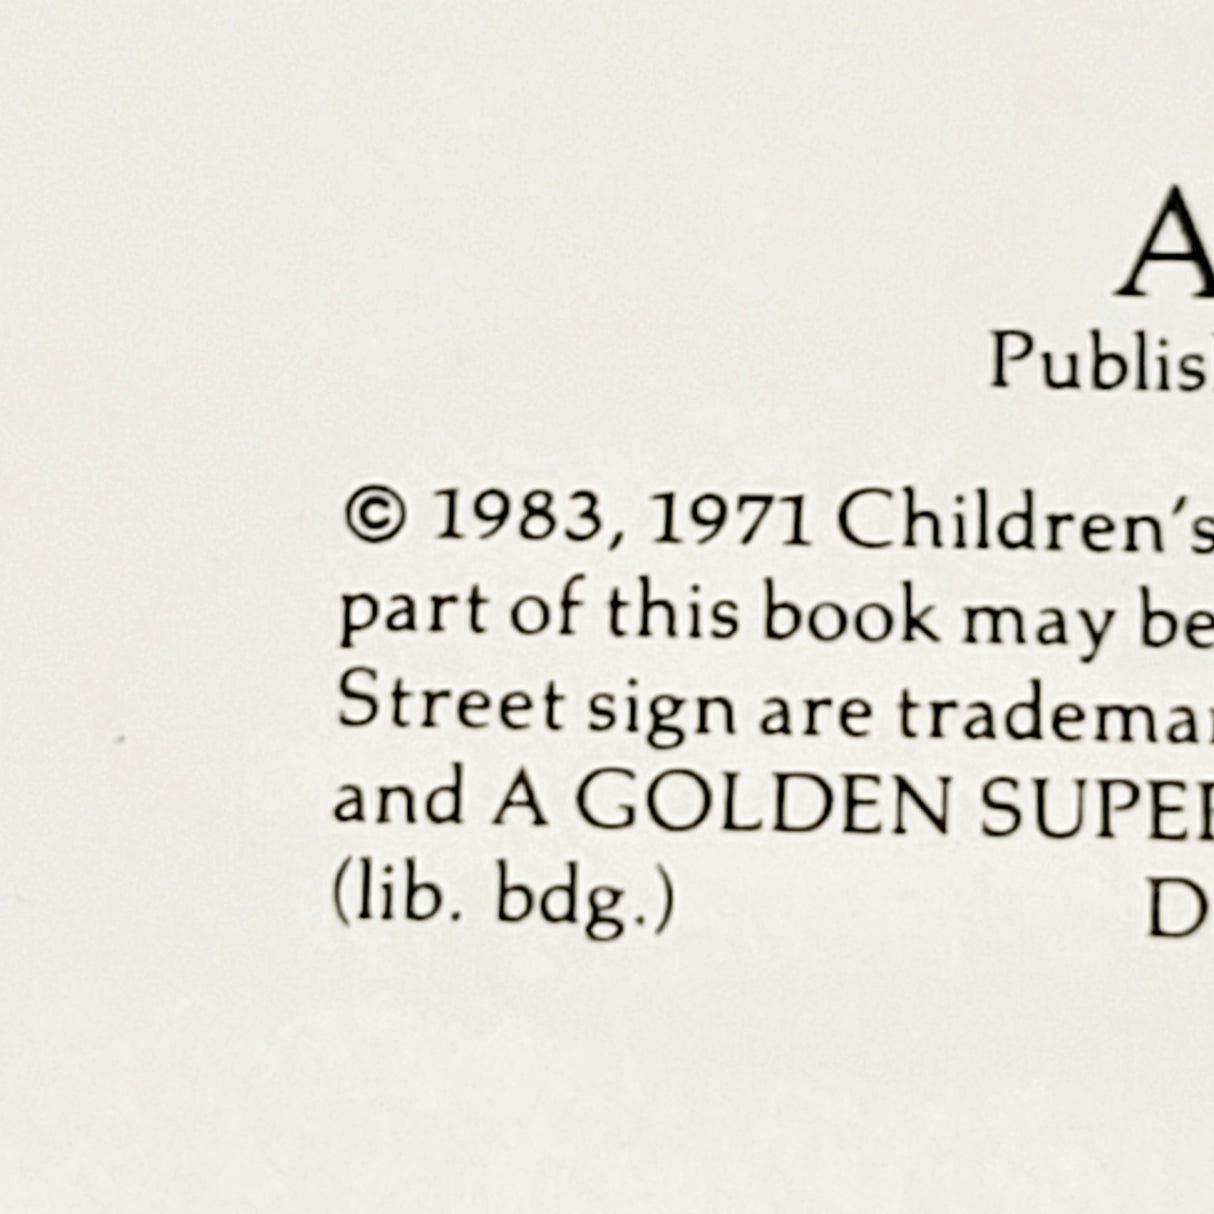 A
Publis
© 1983, 1971 Children's
part of this book may be
Street sign are tradema
and A GOLDEN SUPE
(lib. bdg.)
D